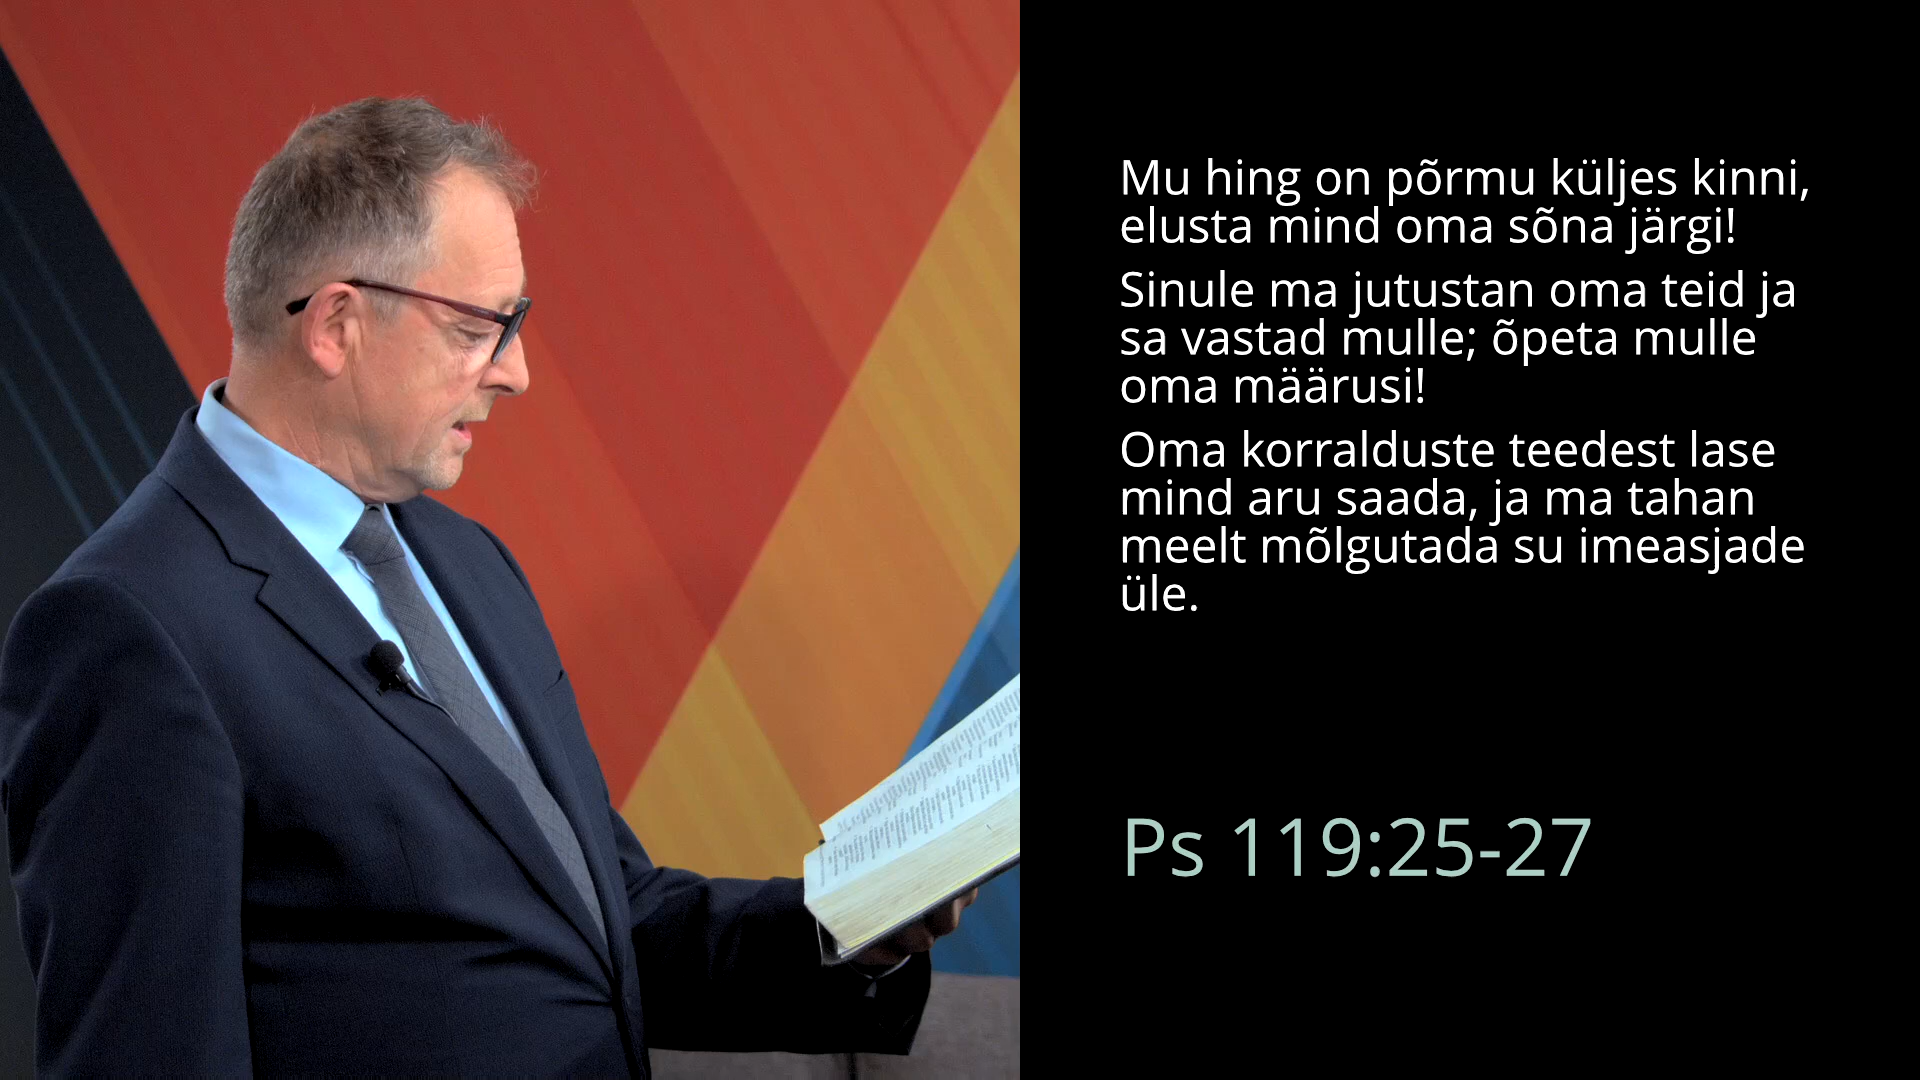 Mu hing on põrmu küljes kinni,
elusta mind oma sõna järgi!
Sinule ma jutustan oma teid ja
sa vastad mulle; õpeta mulle
oma määrusi!
Oma korralduste teedest lase
mind aru saada, ja ma tahan
meelt mõlgutada su imeasjade
üle.
Ps 119:25-27